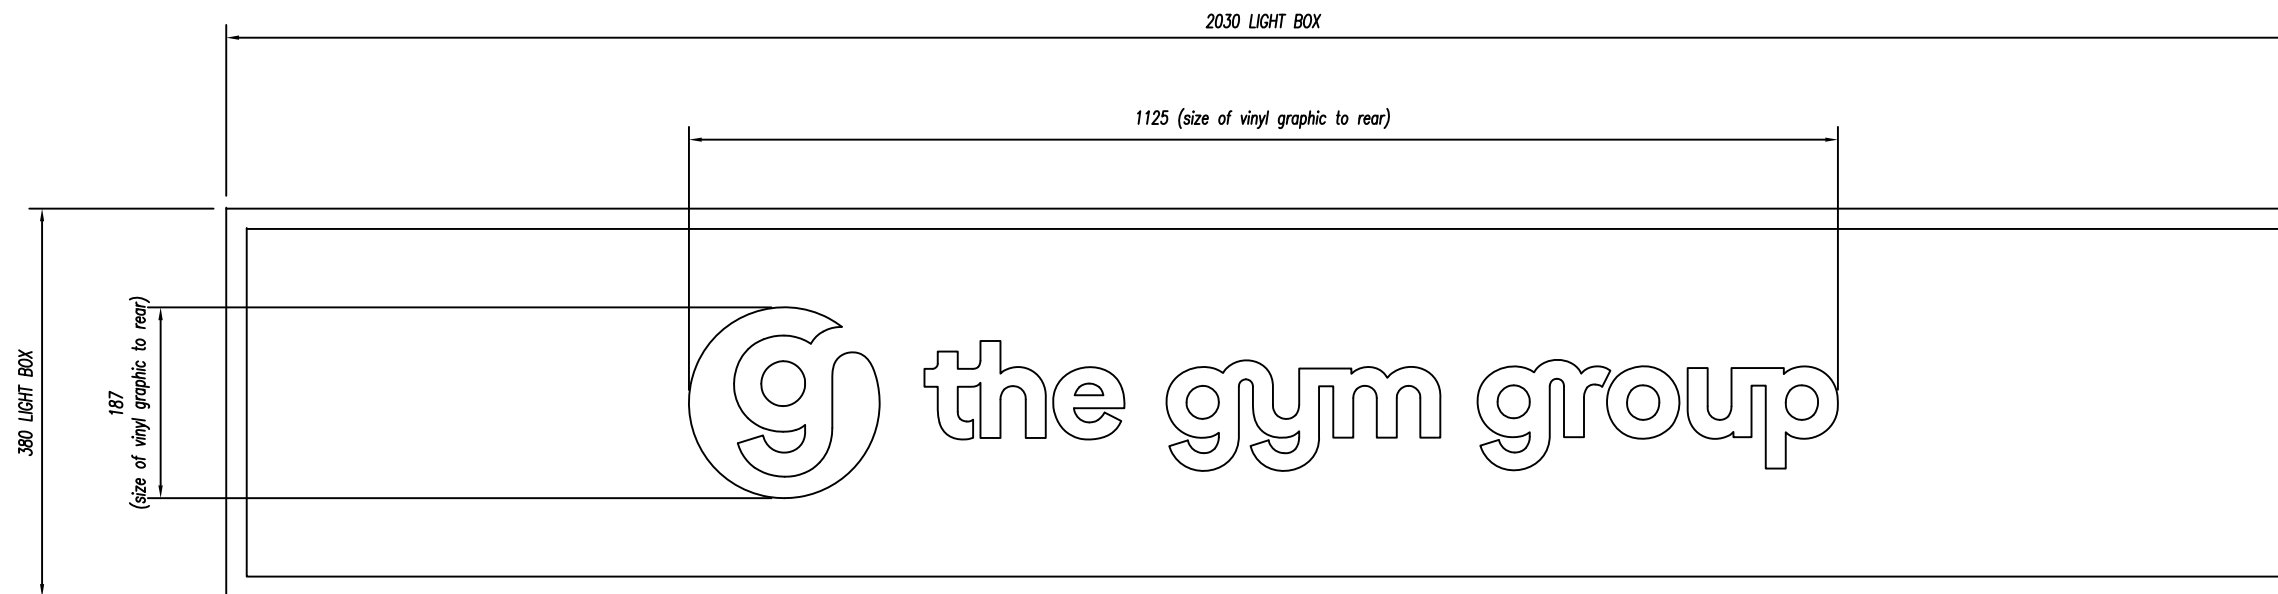 2030 LIGHT BOX
1125 (size of vinyl graphic to rear)
380 LIGHT BOX
187
(size of vinyl graphic to rear)
g the gym group